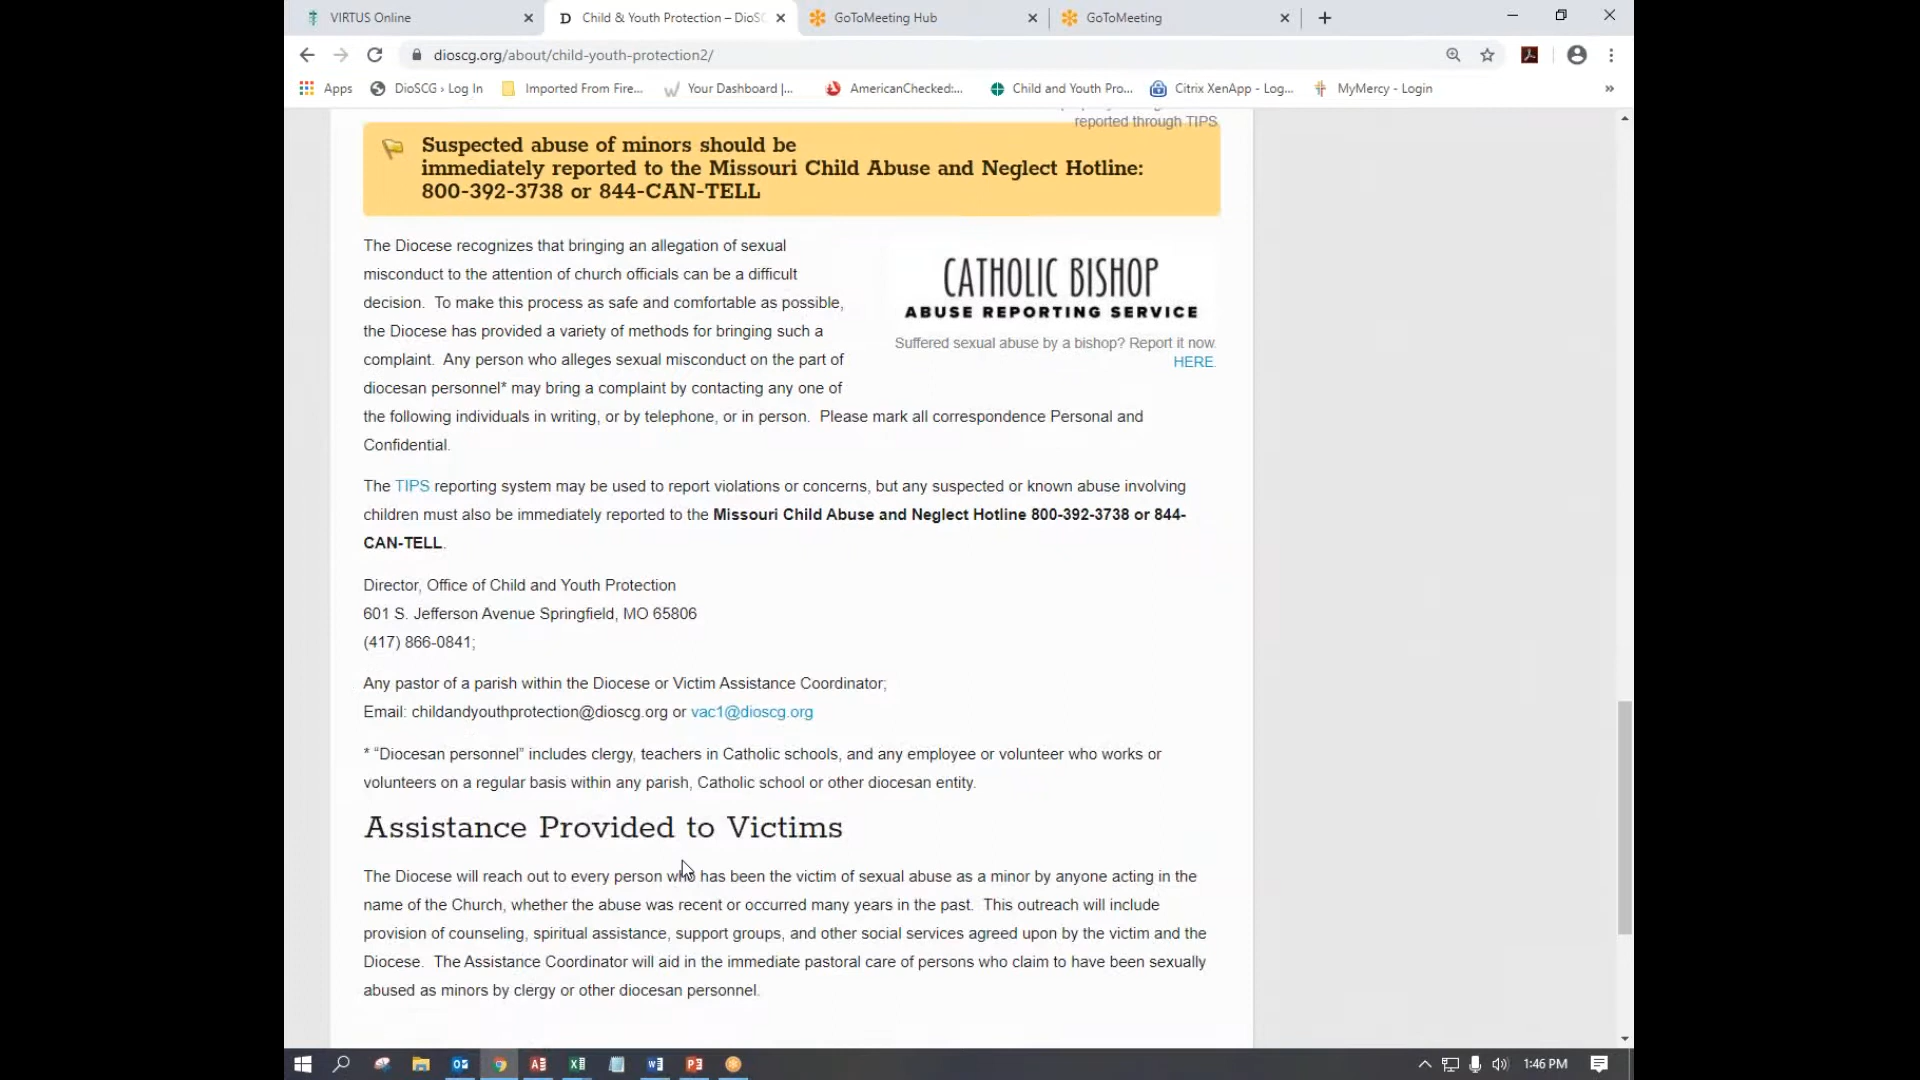 VIRTUS Online
Child & Youth Protection – DioSC
GoToMeeting Hub
GoToMeeting
dioscg.org/about/child-youth-protection2/
Apps
DioSCG › Log In
Imported From Fire...
Your Dashboard |...
AmericanChecked:...
Child and Youth Pro...
Citrix XenApp - Log...
MyMercy - Login
»
reported through TIPS
Suspected abuse of minors should be
immediately reported to the Missouri Child Abuse and Neglect Hotline:
800-392-3738 or 844-CAN-TELL
The Diocese recognizes that bringing an allegation of sexual
misconduct to the attention of church officials can be a difficult
decision. To make this process as safe and comfortable as possible,
the Diocese has provided a variety of methods for bringing such a
complaint. Any person who alleges sexual misconduct on the part of
diocesan personnel* may bring a complaint by contacting any one of
the following individuals in writing, or by telephone, or in person. Please mark all correspondence Personal and
Confidential.
CATHOLIC BISHOP
ABUSE REPORTING SERVICE
Suffered sexual abuse by a bishop? Report it now.
HERE.
The TIPS reporting system may be used to report violations or concerns, but any suspected or known abuse involving
children must also be immediately reported to the Missouri Child Abuse and Neglect Hotline 800-392-3738 or 844-
CAN-TELL.
Director, Office of Child and Youth Protection
601 S. Jefferson Avenue Springfield, MO 65806
(417) 866-0841;
Any pastor of a parish within the Diocese or Victim Assistance Coordinator;
Email: childandyouthprotection@dioscg.org or vac1@dioscg.org
* “Diocesan personnel” includes clergy, teachers in Catholic schools, and any employee or volunteer who works or
volunteers on a regular basis within any parish, Catholic school or other diocesan entity.
Assistance Provided to Victims
The Diocese will reach out to every person who has been the victim of sexual abuse as a minor by anyone acting in the
name of the Church, whether the abuse was recent or occurred many years in the past. This outreach will include
provision of counseling, spiritual assistance, support groups, and other social services agreed upon by the victim and the
Diocese. The Assistance Coordinator will aid in the immediate pastoral care of persons who claim to have been sexually
abused as minors by clergy or other diocesan personnel.
1:46 PM